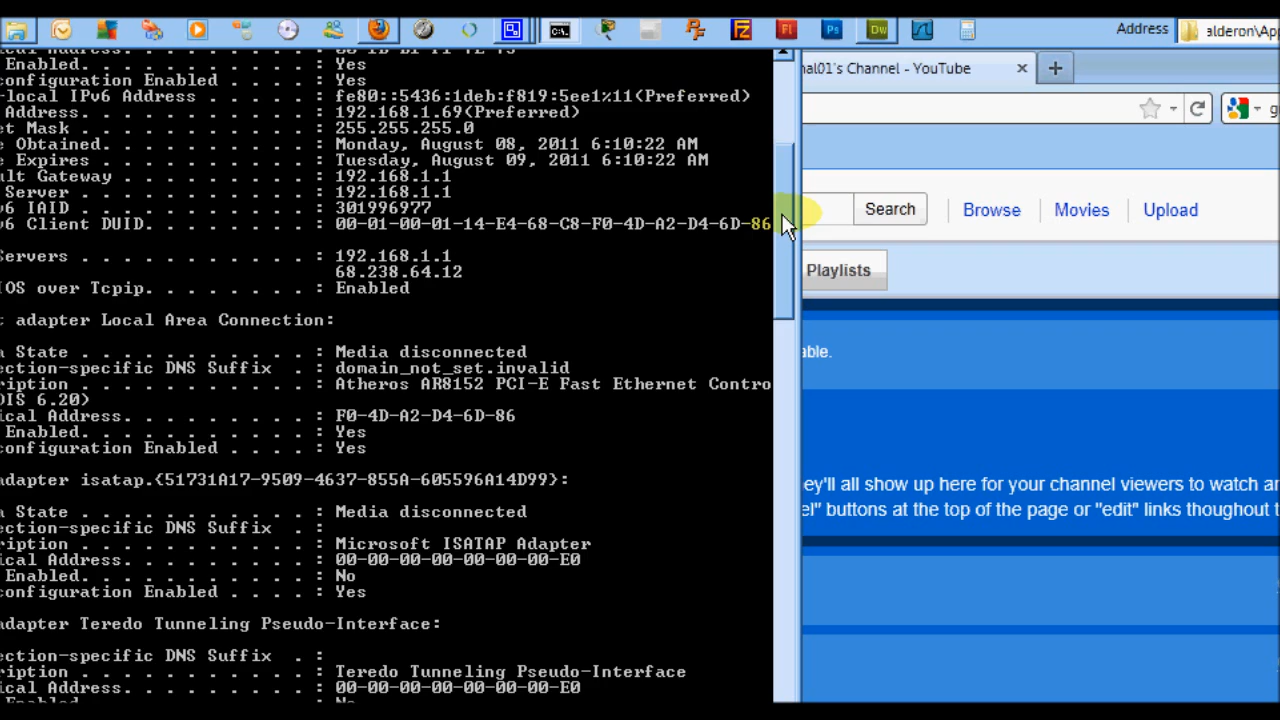 Address alderon\App
ical Address. . . . . . . . . : 
Enabled. . . . . . . . . . . : Yes
configuration Enabled . . . . : Yes
-local IPv6 Address . . . . . : fe80::5436:1deb:f819:5ee1%11(Preferred)
Address. . . . . . . . . . . : 192.168.1.69(Preferred)
et Mask . . . . . . . . . . . : 255.255.255.0
e Obtained. . . . . . . . . . : Monday, August 08, 2011 6:10:22 AM
e Expires . . . . . . . . . . : Tuesday, August 09, 2011 6:10:22 AM
ult Gateway . . . . . . . . . : 192.168.1.1
Server . . . . . . . . . . . : 192.168.1.1
v6 IAID . . . . . . . . . . . : 301996977
v6 Client DUID. . . . . . . . : 00-01-00-01-14-E4-68-C8-F0-4D-A2-D4-6D-86
Servers . . . . . . . . . . . : 192.168.1.1
68.238.64.12
IOS over Tcpip. . . . . . . . : Enabled
t adapter Local Area Connection:
a State . . . . . . . . . . . : Media disconnected
ection-specific DNS Suffix . : domain_not_set.invalid
ription . . . . . . . . . . . : Atheros AR8152 PCI-E Fast Ethernet Contro
DIS 6.20)
ical Address. . . . . . . . . : F0-4D-A2-D4-6D-86
Enabled. . . . . . . . . . . : Yes
configuration Enabled . . . . : Yes
adapter isatap.{51731A17-9509-4637-855A-605596A14D99}:
a State . . . . . . . . . . . : Media disconnected
ection-specific DNS Suffix . :
ription . . . . . . . . . . . : Microsoft ISATAP Adapter
ical Address. . . . . . . . . : 00-00-00-00-00-00-00-E0
Enabled. . . . . . . . . . . : No
configuration Enabled . . . . : Yes
adapter Teredo Tunneling Pseudo-Interface:
ection-specific DNS Suffix . :
ription . . . . . . . . . . . : Teredo Tunneling Pseudo-Interface
ical Address. . . . . . . . . : 00-00-00-00-00-00-00-E0
nal01's Channel - YouTube
g
Search Browse Movies Upload
Playlists
able.
ey'll all show up here for your channel viewers to watch an
el" buttons at the top of the page or "edit" links thoughout t